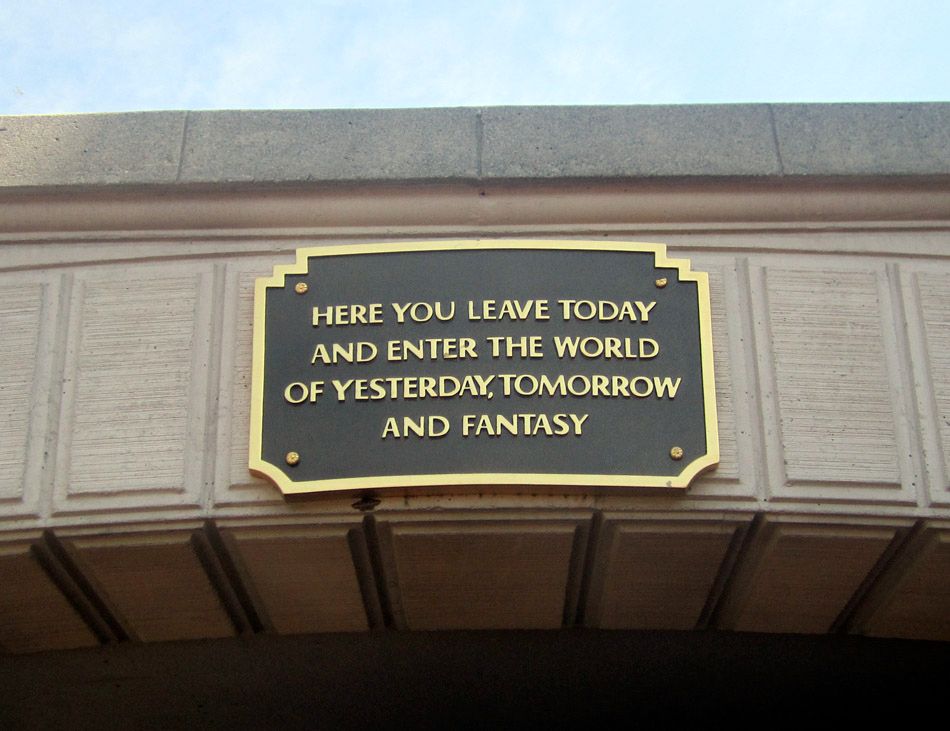 HERE YOU LEAVE TODAY
AND ENTER THE WORLD
OF YESTERDAY, TOMORROW
AND FANTASY